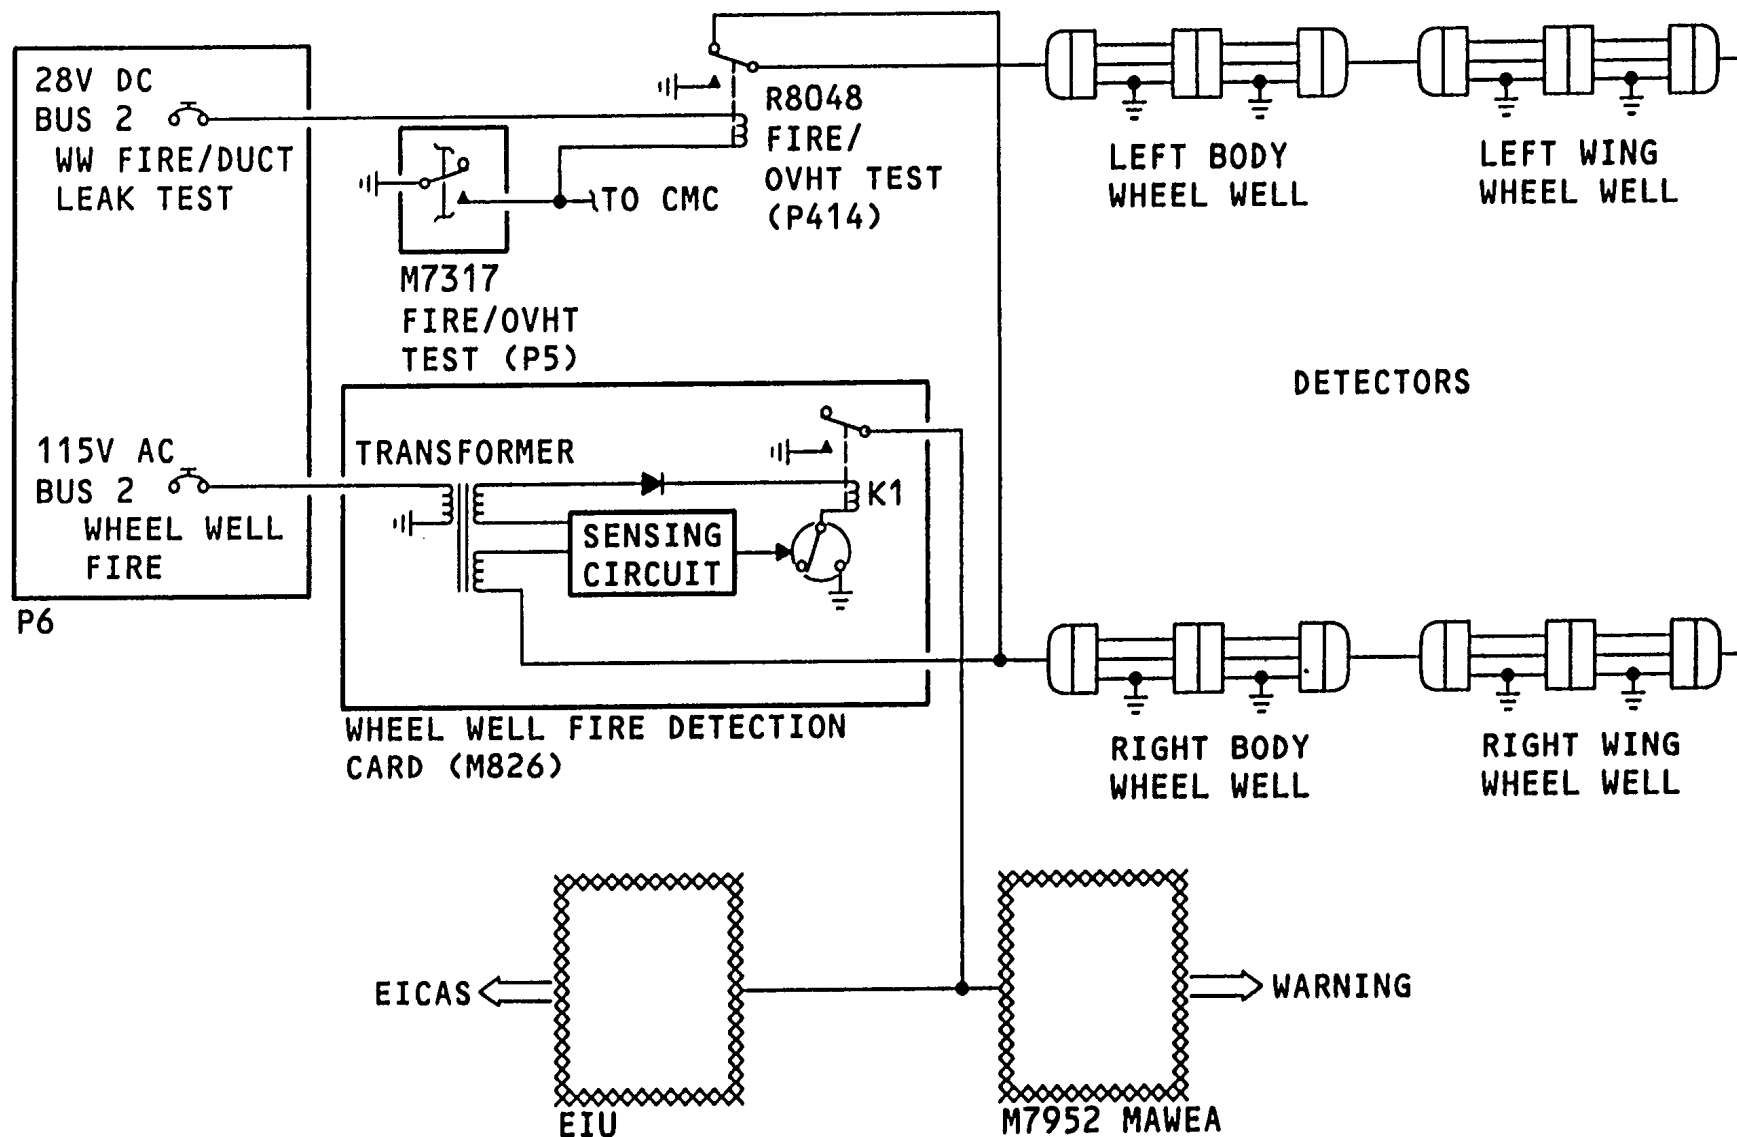 28V DC
BUS 2
WW FIRE/DUCT
LEAK TEST
R8048
FIRE/
OVHT TEST
(P414)
TO CMC
M7317
FIRE/OVHT
TEST (P5)
LEFT BODY
WHEEL WELL
LEFT WING
WHEEL WELL
DETECTORS
115V AC
BUS 2
WHEEL WELL
FIRE
P6
TRANSFORMER
K1
SENSING
CIRCUIT
WHEEL WELL FIRE DETECTION
CARD (M826)
RIGHT BODY
WHEEL WELL
RIGHT WING
WHEEL WELL
EICAS
WARNING
EIU
M7952 MAWEA